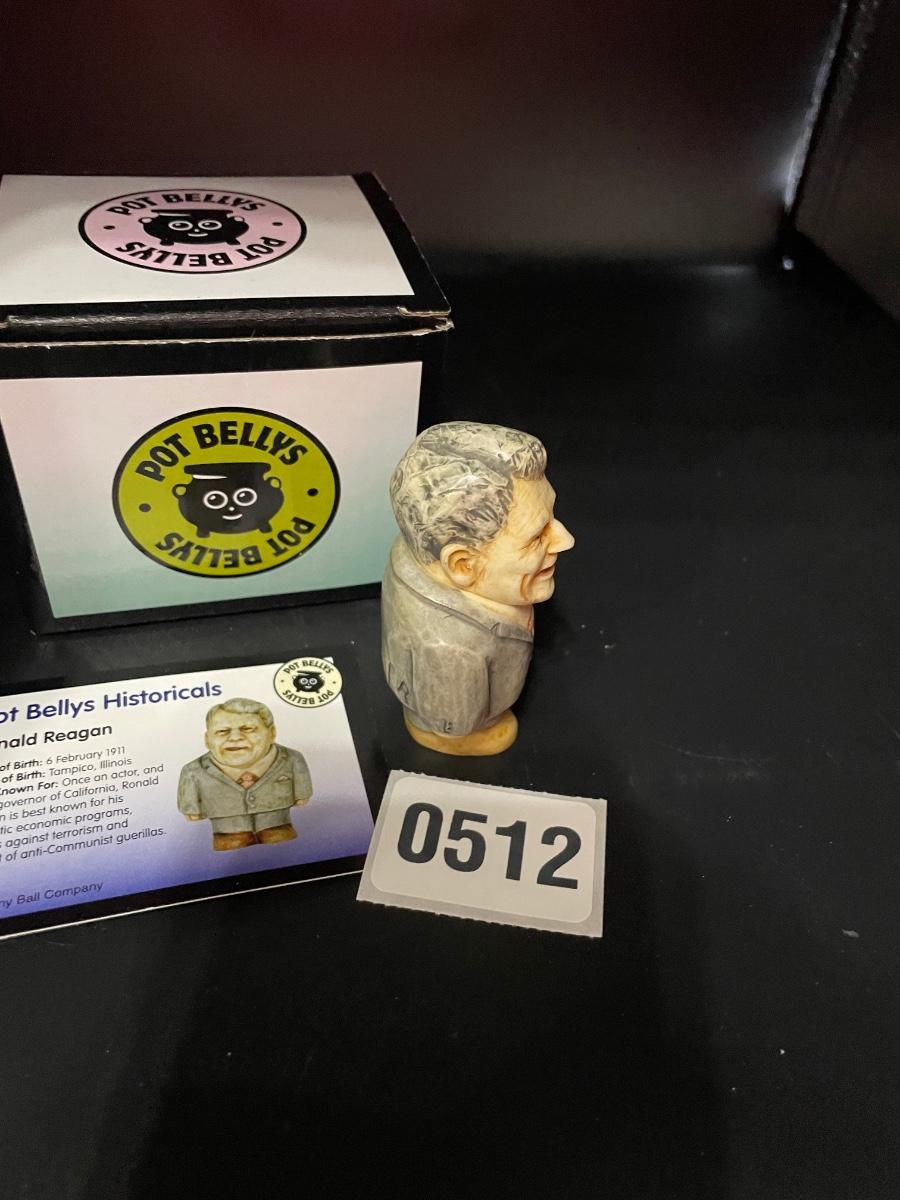 POT BELLYS
POT BELLYS
POT BELLYS
POT BELLYS
POT BELLYS
POT BELLYS
ot Bellys Historicals
nald Reagan
of Birth: 6 February 1911
of Birth: Tampico, Illinois
Known For: Once an actor, and
governor of California, Ronald
n is best known for his
tic economic programs,
s against terrorism and
t of anti-Communist guerillas.
ny Ball Company
0512